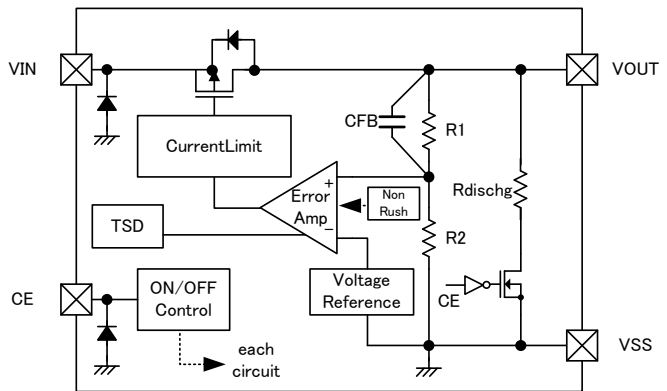 VIN
VOUT
CFB
R1
CurrentLimit
Rdischg
+
Error
Amp
−
Non
Rush
TSD
R2
CE
ON/OFF
Control
Voltage
Reference
CE
each
circuit
VSS